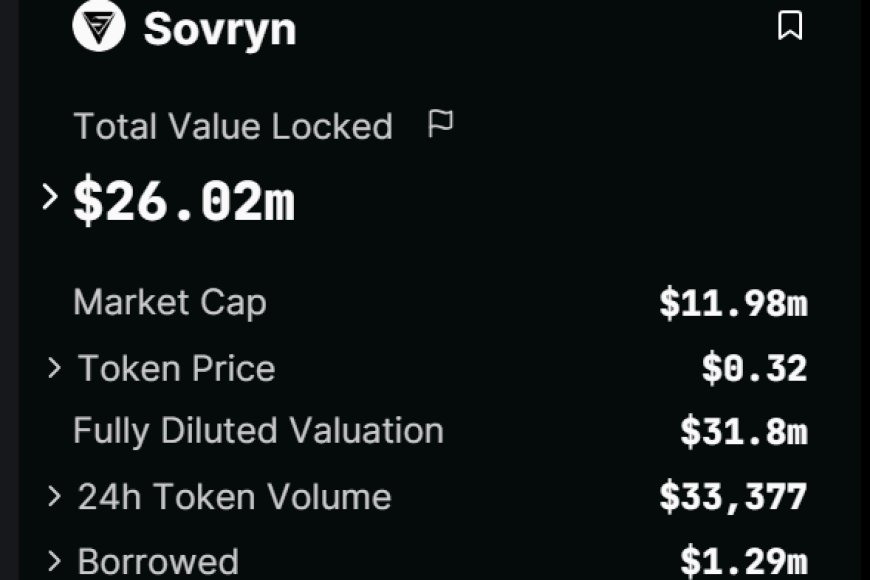 Sovryn
Total Value Locked
$26.02m
Market Cap $11.98m
Token Price $0.32
Fully Diluted Valuation $31.8m
24h Token Volume $33,377
Borrowed $1.29m